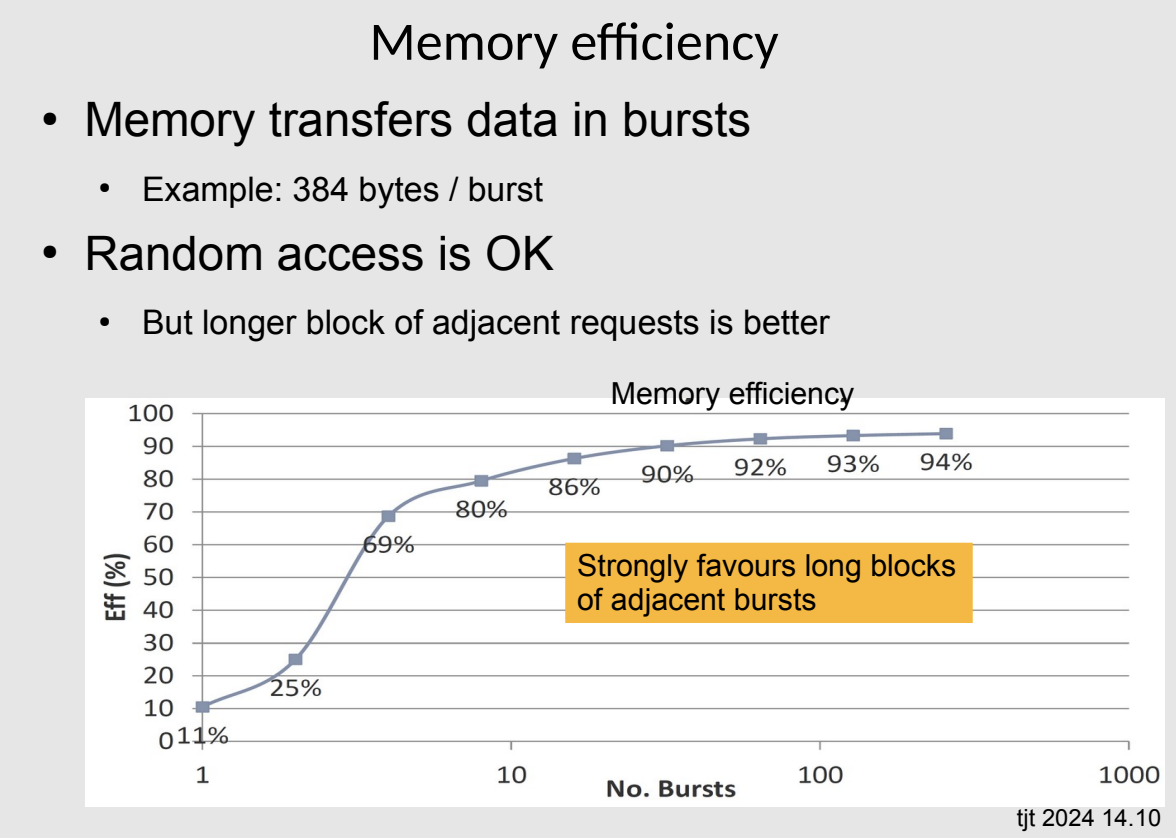 Memory efficiency
• Memory transfers data in bursts
• Example: 384 bytes / burst
• Random access is OK
• But longer block of adjacent requests is better
Memory efficiency
100
90
80
70
60
50
40
30
20
10
0
Eff (%)
11%
25%
69%
80%
86%
90%
92%
93%
94%
Strongly favours long blocks
of adjacent bursts
1
10
100
1000
No. Bursts
tjt 2024 14.10